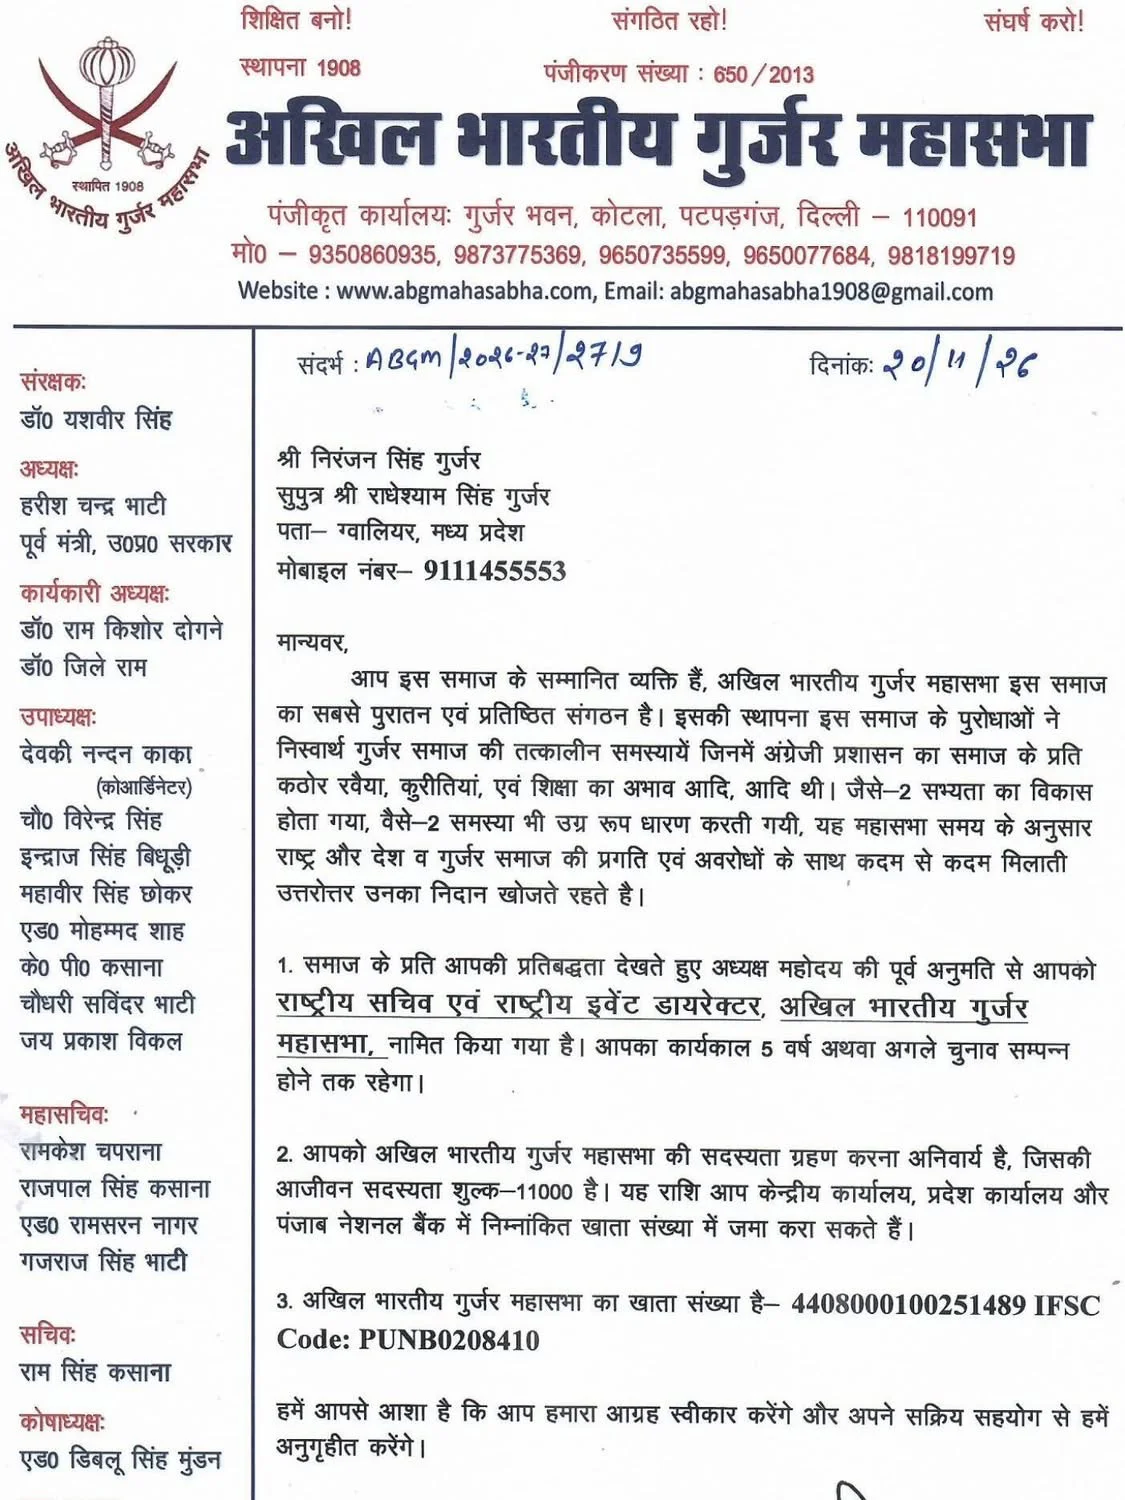 शिक्षित बनो! संगठित रहो! संघर्ष करो!
स्थापना 1908 पंजीकरण संख्या : 650/2013
अखिल भारतीय गुर्जर महासभा
स्थापित 1908
अखिल भारतीय गुर्जर महासभा
पंजीकृत कार्यालयः गुर्जर भवन, कोटला, पटपड़गंज, दिल्ली – 110091
मो0 – 9350860935, 9873775369, 9650735599, 9650077684, 9818199719
Website : www.abgmahasabha.com, Email: abgmahasabha1908@gmail.com
संदर्भ : ABGM/2026-27/2719 दिनांकः 20/11/26
संरक्षकः
डॉ0 यशवीर सिंह
अध्यक्षः
हरीश चन्द्र भाटी
पूर्व मंत्री, उ0प्र0 सरकार
कार्यकारी अध्यक्षः
डॉ0 राम किशोर दोगने
डॉ0 जिले राम
उपाध्यक्षः
देवकी नन्दन काका
(कोआर्डिनेटर)
चौ0 विरेन्द्र सिंह
इन्द्राज सिंह बिधूड़ी
महावीर सिंह छोकर
एड0 मोहम्मद शाह
के0 पी0 कसाना
चौधरी सविंदर भाटी
जय प्रकाश विकल
महासचिवः
रामकेश चपराना
राजपाल सिंह कसाना
एड0 रामसरन नागर
गजराज सिंह भाटी
सचिवः
राम सिंह कसाना
कोषाध्यक्षः
एड0 डिबलू सिंह मुंडन
श्री निरंजन सिंह गुर्जर
सुपुत्र श्री राधेश्याम सिंह गुर्जर
पता– ग्वालियर, मध्य प्रदेश
मोबाइल नंबर– 9111455553
मान्यवर,
आप इस समाज के सम्मानित व्यक्ति हैं, अखिल भारतीय गुर्जर महासभा इस समाज
का सबसे पुरातन एवं प्रतिष्ठित संगठन है। इसकी स्थापना इस समाज के पुरोधाओं ने
निस्वार्थ गुर्जर समाज की तत्कालीन समस्यायें जिनमें अंग्रेजी प्रशासन का समाज के प्रति
कठोर रवैया, कुरीतियां, एवं शिक्षा का अभाव आदि, आदि थी। जैसे–2 सभ्यता का विकास
होता गया, वैसे–2 समस्या भी उग्र रूप धारण करती गयी, यह महासभा समय के अनुसार
राष्ट्र और देश व गुर्जर समाज की प्रगति एवं अवरोधों के साथ कदम से कदम मिलाती
उत्तरोत्तर उनका निदान खोजते रहते है।
1. समाज के प्रति आपकी प्रतिबद्धता देखते हुए अध्यक्ष महोदय की पूर्व अनुमति से आपको
राष्ट्रीय सचिव एवं राष्ट्रीय इवेंट डायरेक्टर, अखिल भारतीय गुर्जर
महासभा, नामित किया गया है। आपका कार्यकाल 5 वर्ष अथवा अगले चुनाव सम्पन्न
होने तक रहेगा।
2. आपको अखिल भारतीय गुर्जर महासभा की सदस्यता ग्रहण करना अनिवार्य है, जिसकी
आजीवन सदस्यता शुल्क–11000 है। यह राशि आप केन्द्रीय कार्यालय, प्रदेश कार्यालय और
पंजाब नेशनल बैंक में निम्नांकित खाता संख्या में जमा करा सकते हैं।
3. अखिल भारतीय गुर्जर महासभा का खाता संख्या है– 4408000100251489 IFSC
Code: PUNB0208410
हमें आपसे आशा है कि आप हमारा आग्रह स्वीकार करेंगे और अपने सक्रिय सहयोग से हमें
अनुगृहीत करेंगे।